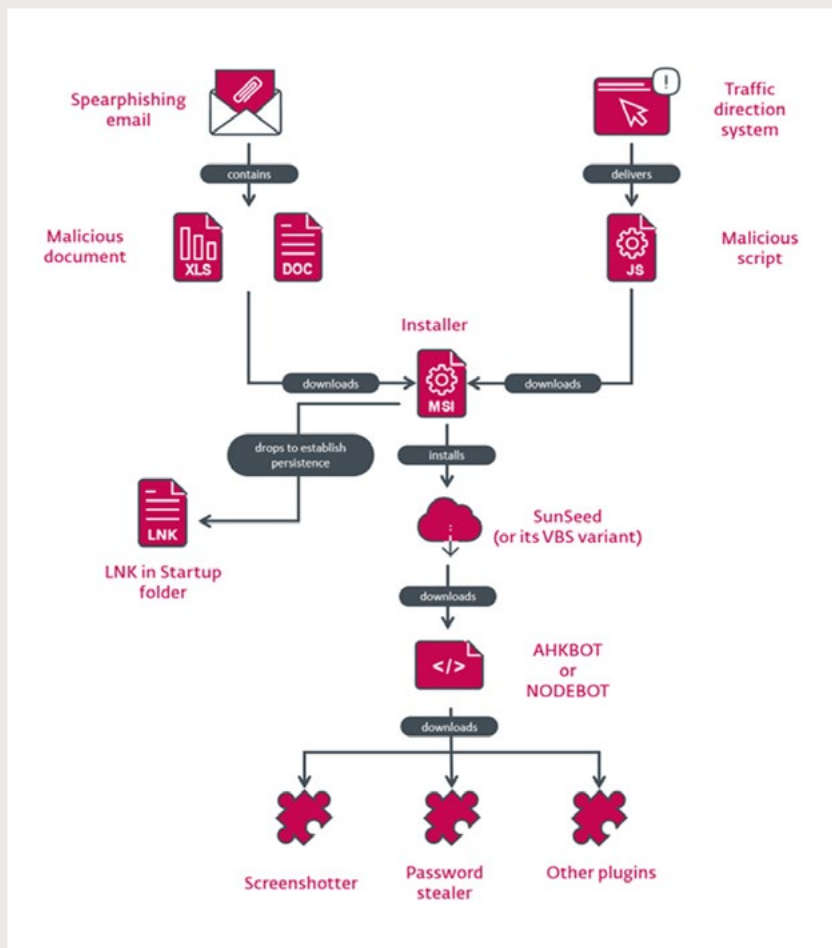 Spearphishing
email
!
Traffic
direction
system
contains
delivers
Malicious
document
XLS
DOC
JS
Malicious
script
Installer
downloads
downloads
MSI
drops to establish
persistence
installs
LNK
LNK in Startup
folder
SunSeed
(or its VBS variant)
downloads
</>
AHKBOT
or
NODEBOT
downloads
Screenshotter
Password
stealer
Other plugins